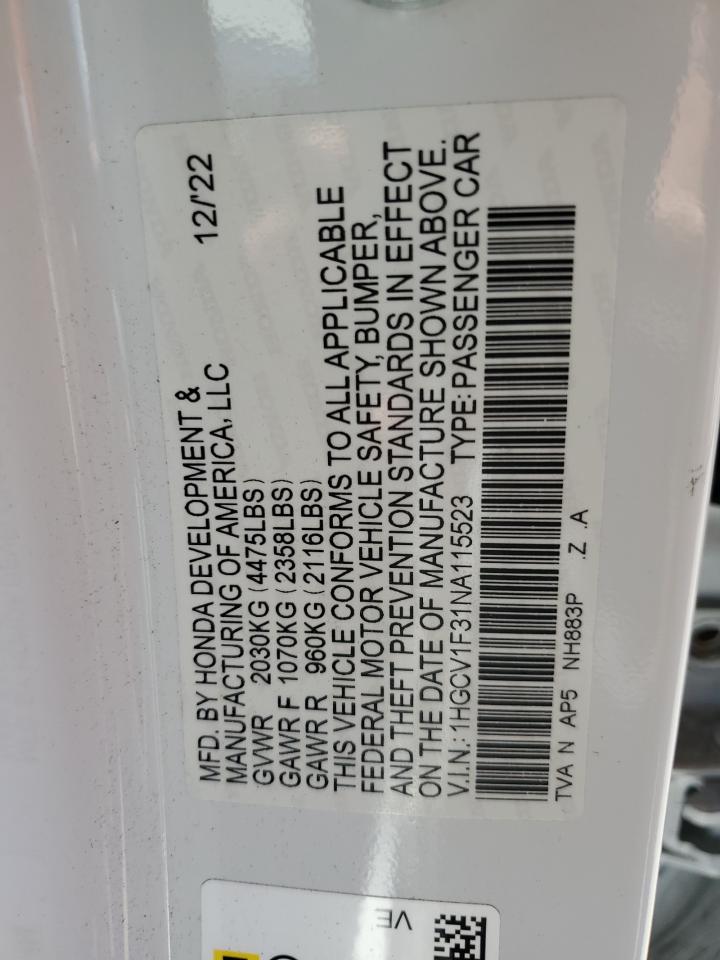 12/'22
MFD. BY HONDA DEVELOPMENT &
MANUFACTURING OF AMERICA, LLC
GVWR 2030KG (4475LBS)
GAWR F 1070KG (2358LBS)
GAWR R 960KG (2116LBS)
THIS VEHICLE CONFORMS TO ALL APPLICABLE
FEDERAL MOTOR VEHICLE SAFETY, BUMPER,
AND THEFT PREVENTION STANDARDS IN EFFECT
ON THE DATE OF MANUFACTURE SHOWN ABOVE.
V.I.N.: 1HGCV1F31NA115523 TYPE: PASSENGER CAR
TVA N AP5 NH883P .Z .A
VE